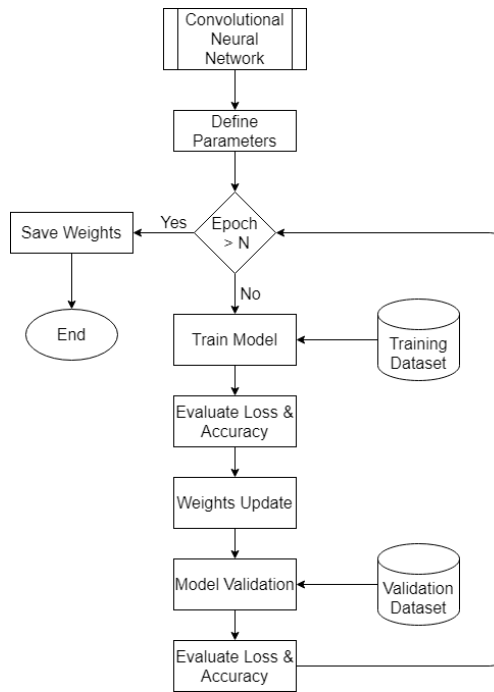 Convolutional
Neural
Network
Define
Parameters
Yes
Epoch
> N
Save Weights
No
End
Train Model
Training
Dataset
Evaluate Loss &
Accuracy
Weights Update
Model Validation
Validation
Dataset
Evaluate Loss &
Accuracy